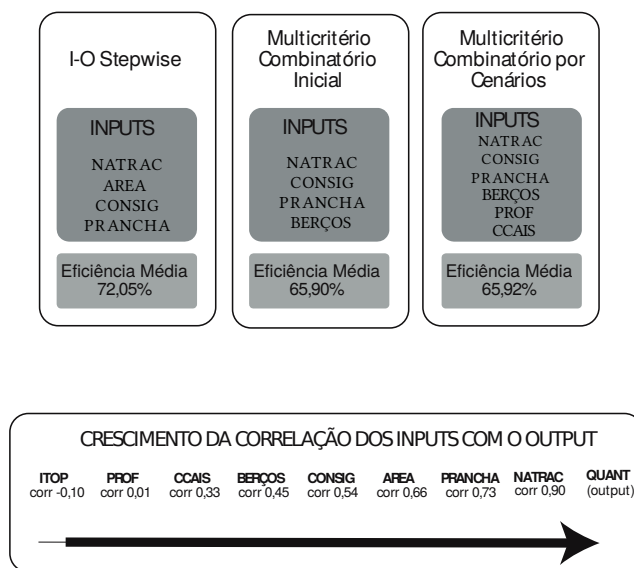 I-O Stepwise
INPUTS
NATRAC
AREA
CONSIG
PRANCHA
Eficiência Média
72,05%
Multicritério
Combinatório
Inicial
INPUTS
NATRAC
CONSIG
PRANCHA
BERÇOS
Eficiência Média
65,90%
Multicritério
Combinatório por
Cenários
INPUTS
NATRAC
CONSIG
PRANCHA
BERÇOS
PROF
CCAIS
Eficiência Média
65,92%
CRESCIMENTO DA CORRELAÇÃO DOS INPUTS COM O OUTPUT
ITOP PROF CCAIS BERÇOS CONSIG AREA PRANCHA NATRAC QUANT
corr -0,10 corr 0,01 corr 0,33 corr 0,45 corr 0,54 corr 0,66 corr 0,73 corr 0,90 (output)